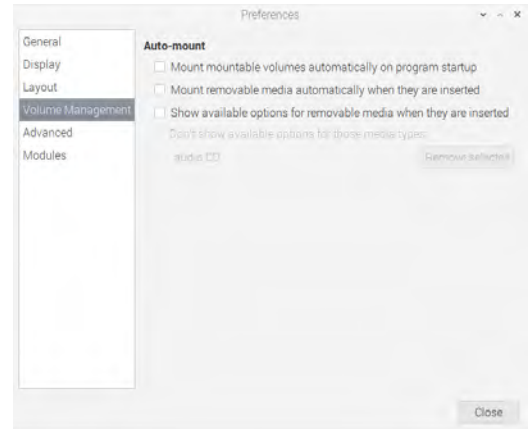 Preferences
General
Display
Layout
Volume Management
Advanced
Modules
Auto-mount
Mount mountable volumes automatically on program startup
Mount removable media automatically when they are inserted
Show available options for removable media when they are inserted
Don't show available options for those media types:
audio CD
Remove selected
Close